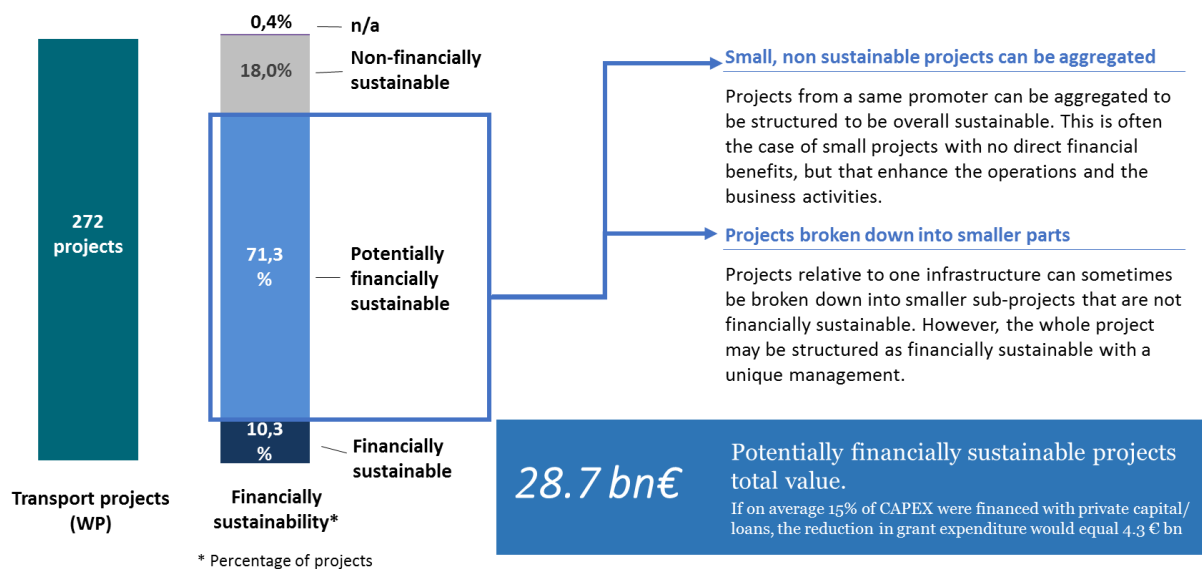 0,4%
n/a
18,0%
Non-financially
sustainable
272
projects
71,3
%
Potentially
financially
sustainable
10,3
%
Financially
sustainable
Transport projects
(WP)
Financially
sustainability*
* Percentage of projects
Small, non sustainable projects can be aggregated
Projects from a same promoter can be aggregated to
be structured to be overall sustainable. This is often
the case of small projects with no direct financial
benefits, but that enhance the operations and the
business activities.
Projects broken down into smaller parts
Projects relative to one infrastructure can sometimes
be broken down into smaller sub-projects that are not
financially sustainable. However, the whole project
may be structured as financially sustainable with a
unique management.
28.7 bn€
Potentially financially sustainable projects
total value.
If on average 15% of CAPEX were financed with private capital/
loans, the reduction in grant expenditure would equal 4.3 € bn